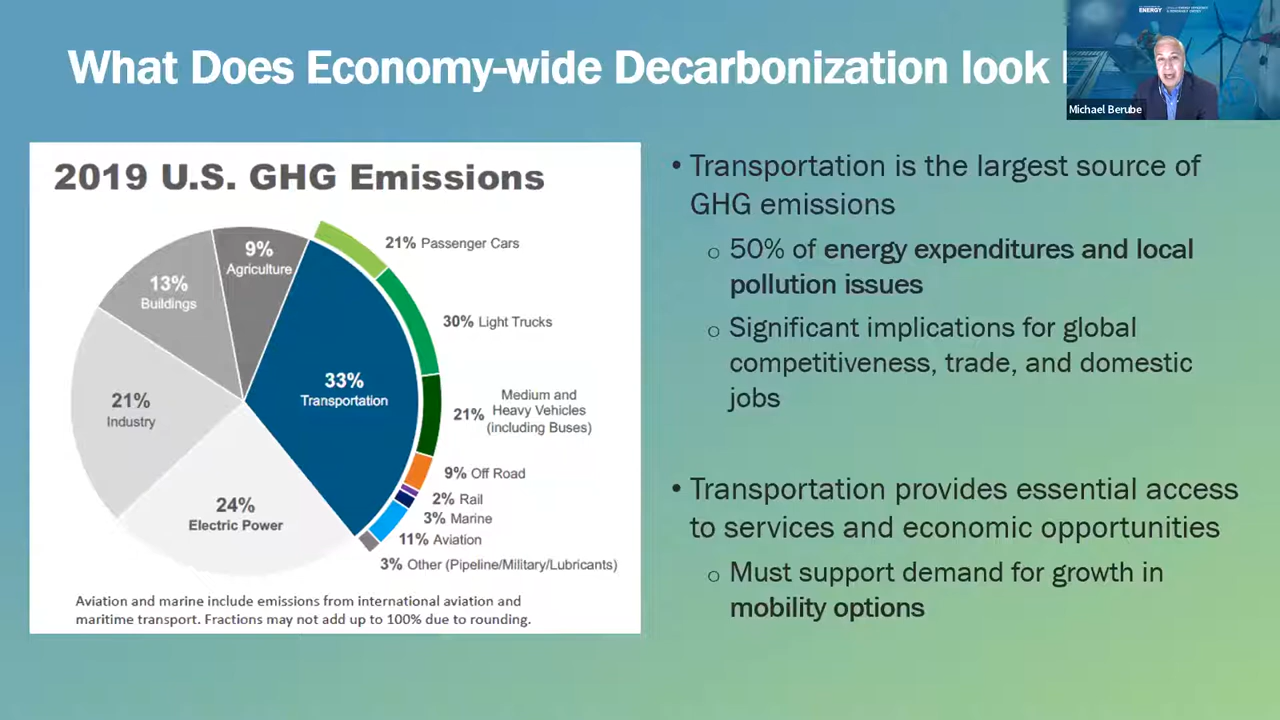 What Does Economy-wide Decarbonization look
ENERGY
Michael Berube
2019 U.S. GHG Emissions
9%
Agriculture
13%
Buildings
21%
Industry
24%
Electric Power
33%
Transportation
21% Passenger Cars
30% Light Trucks
21% Medium and
Heavy Vehicles
(including Buses)
9% Off Road
2% Rail
3% Marine
11% Aviation
3% Other (Pipeline/Military/Lubricants)
Aviation and marine include emissions from international aviation and
maritime transport. Fractions may not add up to 100% due to rounding.
• Transportation is the largest source of
GHG emissions
○ 50% of energy expenditures and local
pollution issues
○ Significant implications for global
competitiveness, trade, and domestic
jobs
• Transportation provides essential access
to services and economic opportunities
○ Must support demand for growth in
mobility options